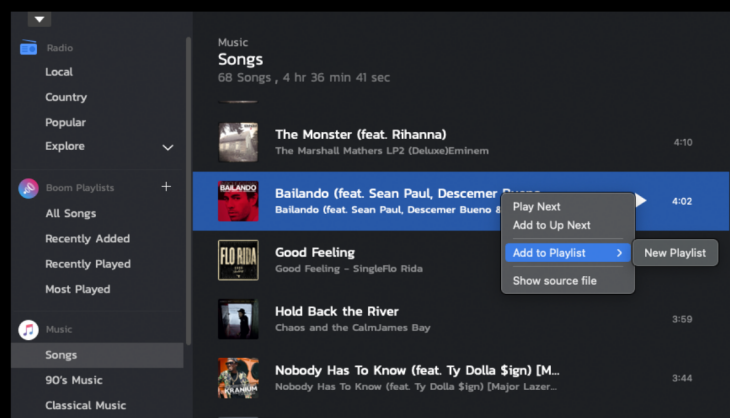 Radio
Local
Country
Popular
Explore
Boom Playlists +
All Songs
Recently Added
Recently Played
Most Played
Music
Songs
90's Music
Classical Music
Music
Songs
68 Songs , 4 hr 36 min 41 sec
The Monster (feat. Rihanna)
The Marshall Mathers LP2 (Deluxe)Eminem
4:10
BAILANDO
Bailando (feat. Sean Paul, Descemer
Bailando (feat. Sean Paul, Descemer Bueno &
4:02
Play Next
Add to Up Next
Add to Playlist
New Playlist
Show source file
FLO RIDA
Good Feeling
Good Feeling - SingleFlo Rida
Hold Back the River
Chaos and the CalmJames Bay
3:59
KRANIUM
Nobody Has To Know (feat. Ty Dolla $ign) [M...
Nobody Has To Know (feat. Ty Dolla $ign) [Major Lazer...
3:44